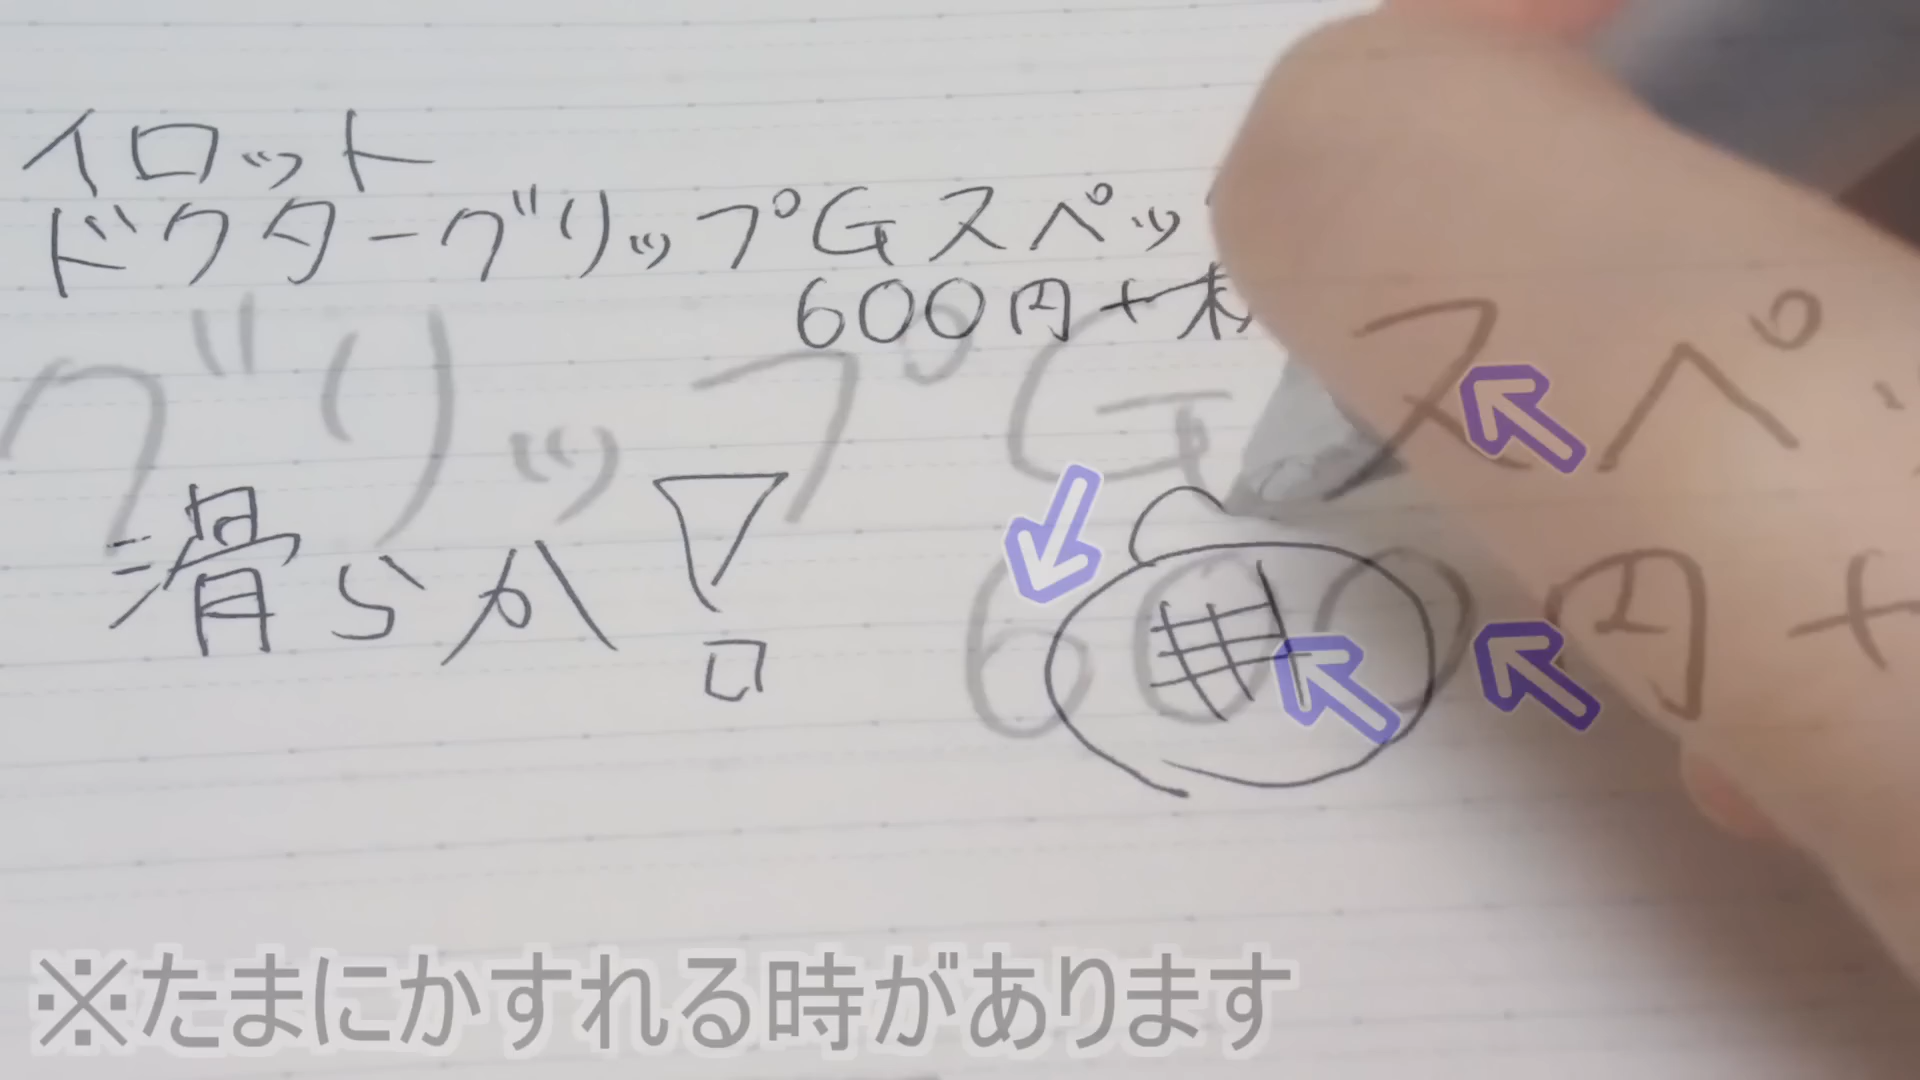 イロット
ドクターグリップGスペッ
600円+税
グリップGスペ
600円+
滑らか!
※たまにかすれる時があります